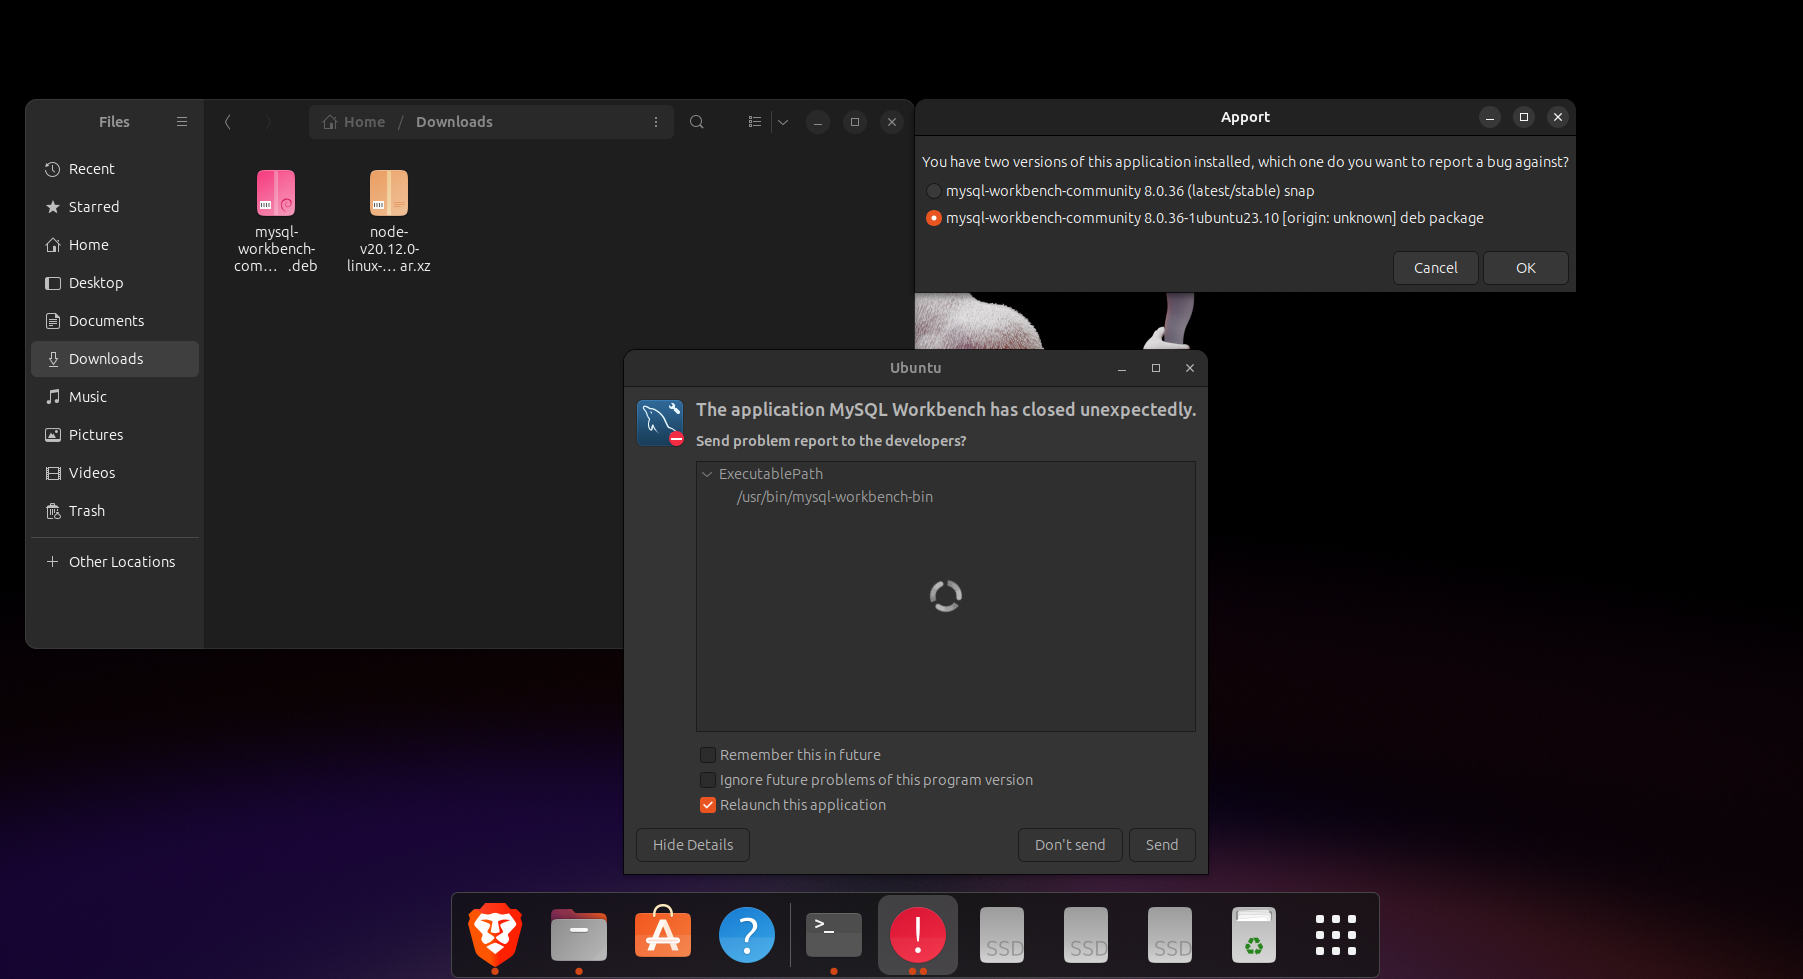 Files
Home / Downloads
Recent
Starred
Home
Desktop
Documents
Downloads
Music
Pictures
Videos
Trash
Other Locations
mysql-
workbench-
com… .deb
node-
v20.12.0-
linux-… ar.xz
Apport
You have two versions of this application installed, which one do you want to report a bug against?
mysql-workbench-community 8.0.36 (latest/stable) snap
mysql-workbench-community 8.0.36-1ubuntu23.10 [origin: unknown] deb package
Cancel
OK
Ubuntu
The application MySQL Workbench has closed unexpectedly.
Send problem report to the developers?
ExecutablePath
/usr/bin/mysql-workbench-bin
Remember this in future
Ignore future problems of this program version
Relaunch this application
Hide Details
Don't send
Send
SSD
SSD
SSD